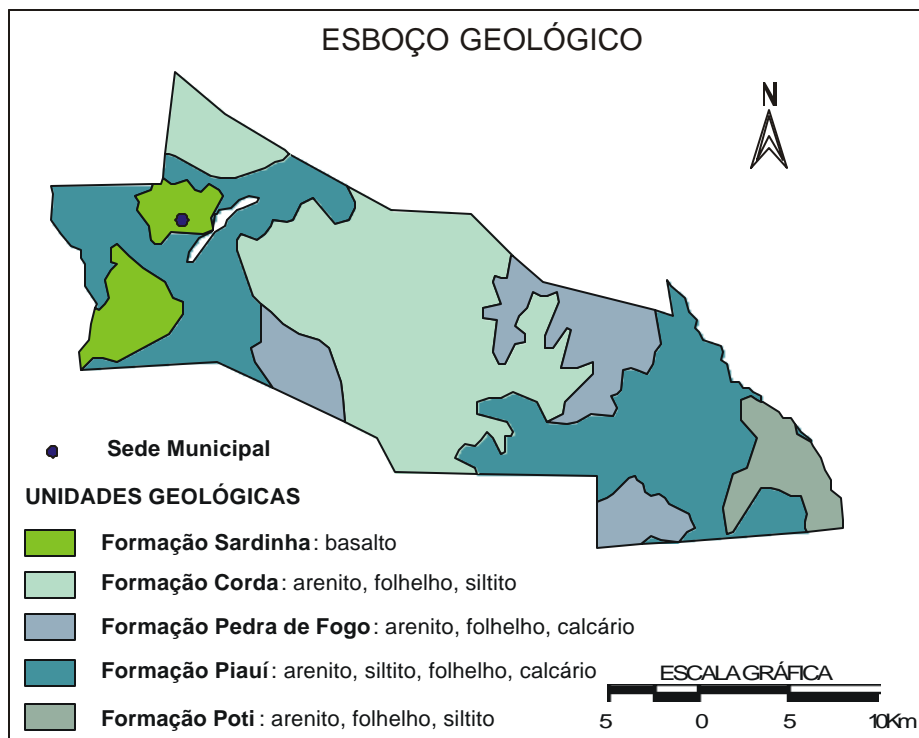 ESBOÇO GEOLÓGICO
N
Sede Municipal
UNIDADES GEOLÓGICAS
Formação Sardinha: basalto
Formação Corda: arenito, folhelho, siltito
Formação Pedra de Fogo: arenito, folhelho, calcário
Formação Piauí: arenito, siltito, folhelho, calcário
Formação Poti: arenito, folhelho, siltito
ESCALA GRÁFICA
5 0 5 10Km